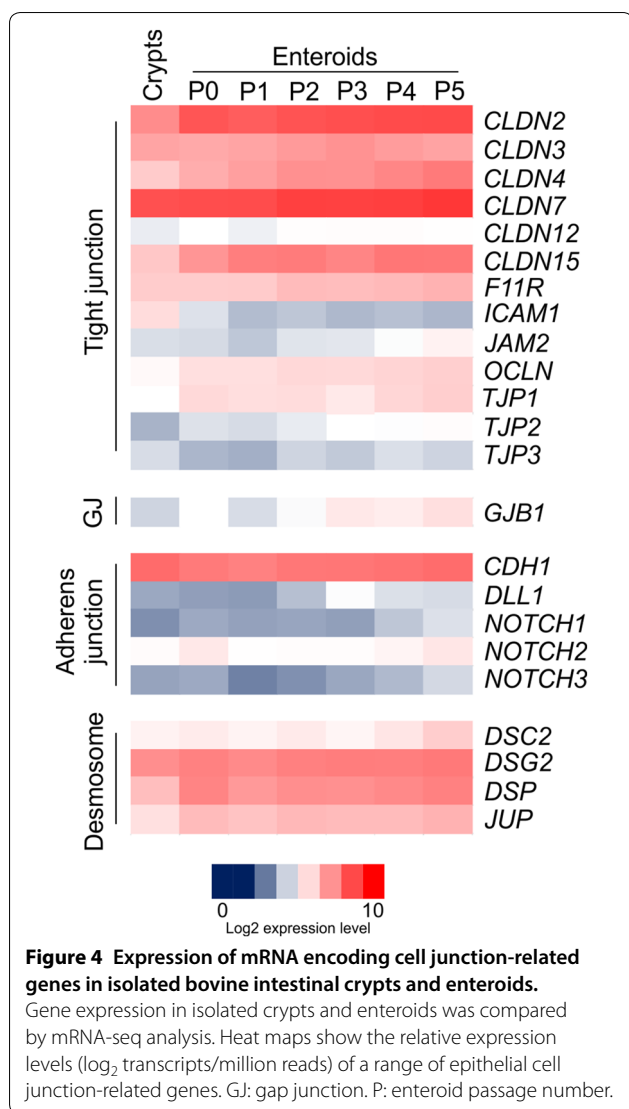 Enteroids
Crypts P0 P1 P2 P3 P4 P5
Tight junction
CLDN2
CLDN3
CLDN4
CLDN7
CLDN12
CLDN15
F11R
ICAM1
JAM2
OCLN
TJP1
TJP2
TJP3
GJ
GJB1
Adherens
junction
CDH1
DLL1
NOTCH1
NOTCH2
NOTCH3
Desmosome
DSC2
DSG2
DSP
JUP
0 10
Log2 expression level
Figure 4 Expression of mRNA encoding cell junction-related
genes in isolated bovine intestinal crypts and enteroids.
Gene expression in isolated crypts and enteroids was compared
by mRNA-seq analysis. Heat maps show the relative expression
levels (log2 transcripts/million reads) of a range of epithelial cell
junction-related genes. GJ: gap junction. P: enteroid passage number.